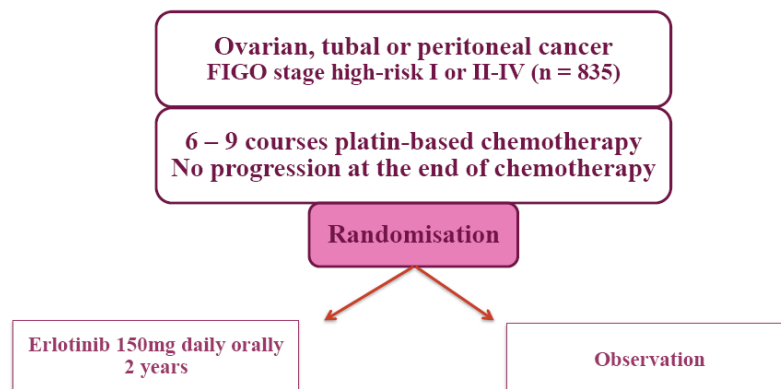 Ovarian, tubal or peritoneal cancer
FIGO stage high-risk I or II-IV (n = 835)
6 – 9 courses platin-based chemotherapy
No progression at the end of chemotherapy
Randomisation
Erlotinib 150mg daily orally
2 years
Observation